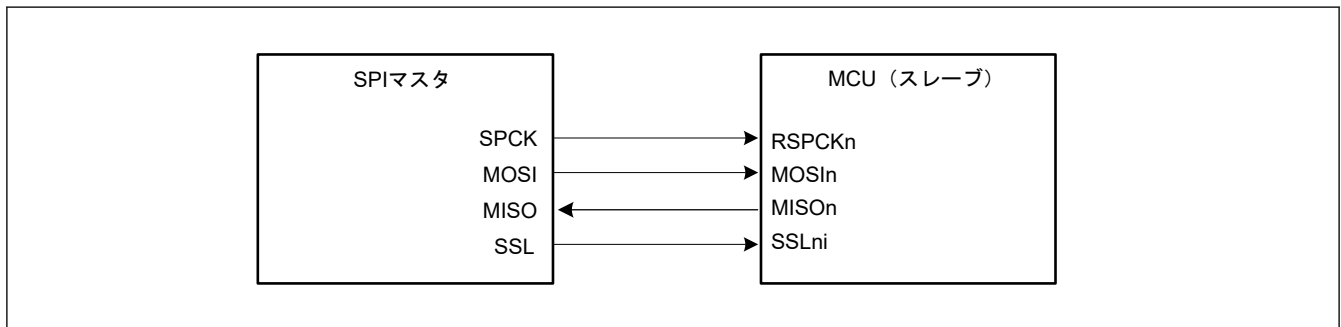 SPIマスタ
MCU（スレーブ）
SPCK
RSPCKn
MOSI
MOSIn
MISO
MISOn
SSL
SSLni